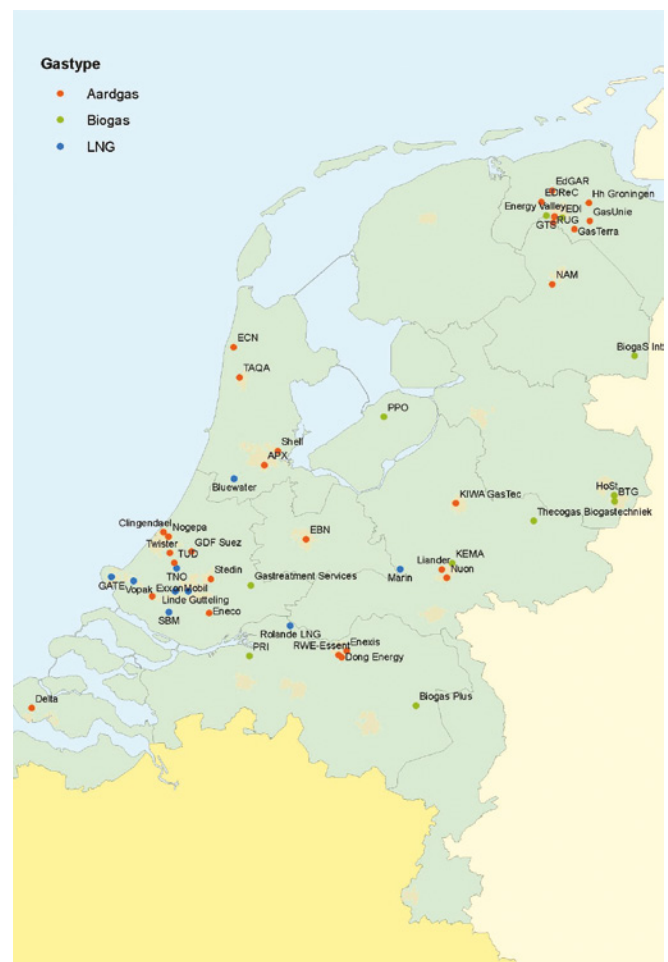 Gastype
Aardgas
Biogas
LNG
EdGAR
EDReC
Hh Groningen
Energy Valley
EDI
GasUnie
GTS
RUG
GasTerra
NAM
ECN
BiogaS Int
TAQA
PPO
Shell
APX
Bluewater
HoSt
BTG
KIWA GasTec
Thecogas Biogastechniek
Clingendael
Nogepa
EBN
Twister
GDF Suez
TUD
KEMA
Liander
Marin
Nuon
TNO
Stedin
Gastreatment Services
GATE
Vopak
ExxonMobil
Linde Gutteling
SBM
Eneco
Rolande LNG
PRI
RWE-Essent
Enexis
Dong Energy
Delta
Biogas Plus